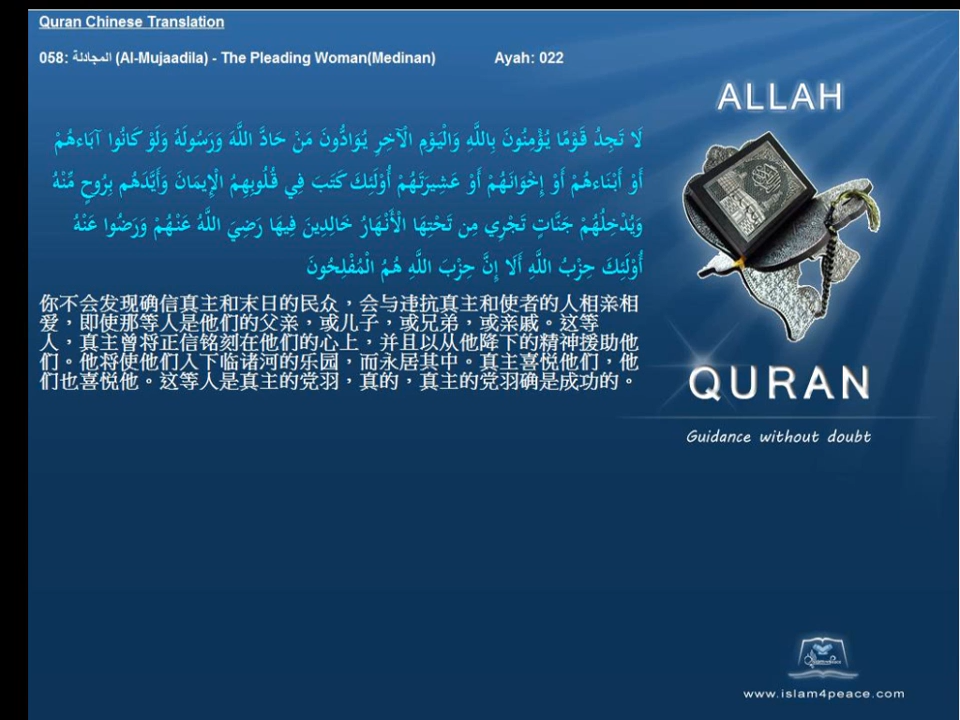 Quran Chinese Translation
058: المجادلة (Al-Mujaadila) - The Pleading Woman(Medinan) Ayah: 022
ALLAH
لَا تَجِدُ قَوْمًا يُؤْمِنُونَ بِاللَّهِ وَالْيَوْمِ الْآخِرِ يُوَادُّونَ مَنْ حَادَّ اللَّهَ وَرَسُولَهُ وَلَوْ كَانُوا آبَاءهُمْ
أَوْ أَبْنَاءهُمْ أَوْ إِخْوَانَهُمْ أَوْ عَشِيرَتَهُمْ أُوْلَئِكَ كَتَبَ فِي قُلُوبِهِمُ الْإِيمَانَ وَأَيَّدَهُم بِرُوحٍ مِّنْهُ
وَيُدْخِلُهُمْ جَنَّاتٍ تَجْرِي مِن تَحْتِهَا الْأَنْهَارُ خَالِدِينَ فِيهَا رَضِيَ اللَّهُ عَنْهُمْ وَرَضُوا عَنْهُ
أُوْلَئِكَ حِزْبُ اللَّهِ أَلَا إِنَّ حِزْبَ اللَّهِ هُمُ الْمُفْلِحُونَ
你不会发现确信真主和末日的民众，会与违抗真主和使者的人相亲相
爱，即使那等人是他们的父亲，或儿子，或兄弟，或亲戚。这等
人，真主曾将正信铭刻在他们的心上，并且以从他降下的精神援助他
们。他将使他们入下临诸河的乐园，而永居其中。真主喜悦他们，他
们也喜悦他。这等人是真主的党羽，真的，真主的党羽确是成功的。
QURAN
Guidance without doubt
www.islam4peace.com